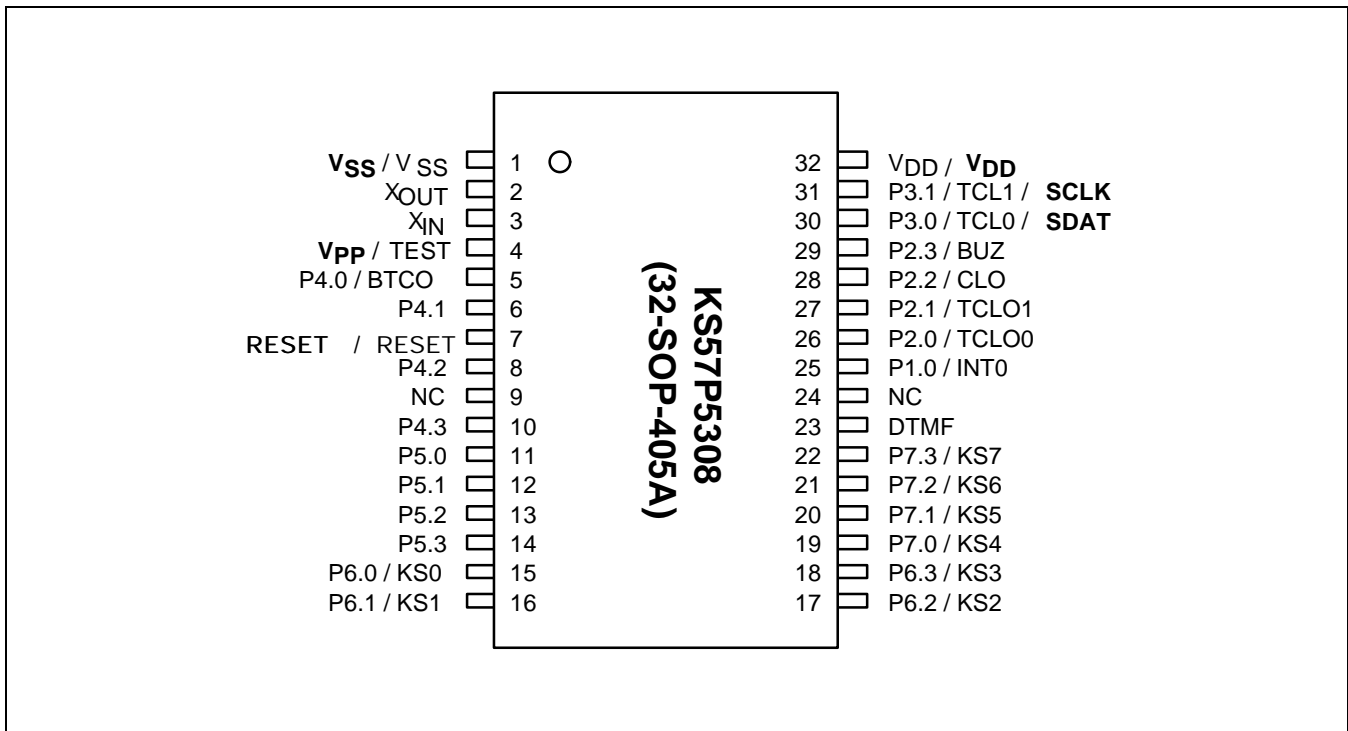 VSS / VSS 1 32 VDD / VDD
XOUT 2 31 P3.1 / TCL1 / SCLK
XIN 3 30 P3.0 / TCL0 / SDAT
VPP / TEST 4 29 P2.3 / BUZ
P4.0 / BTCO 5 28 P2.2 / CLO
P4.1 6 27 P2.1 / TCLO1
RESET / RESET 7 26 P2.0 / TCLO0
P4.2 8 25 P1.0 / INT0
NC 9 24 NC
P4.3 10 23 DTMF
P5.0 11 22 P7.3 / KS7
P5.1 12 21 P7.2 / KS6
P5.2 13 20 P7.1 / KS5
P5.3 14 19 P7.0 / KS4
P6.0 / KS0 15 18 P6.3 / KS3
P6.1 / KS1 16 17 P6.2 / KS2
KS57P5308
(32-SOP-405A)